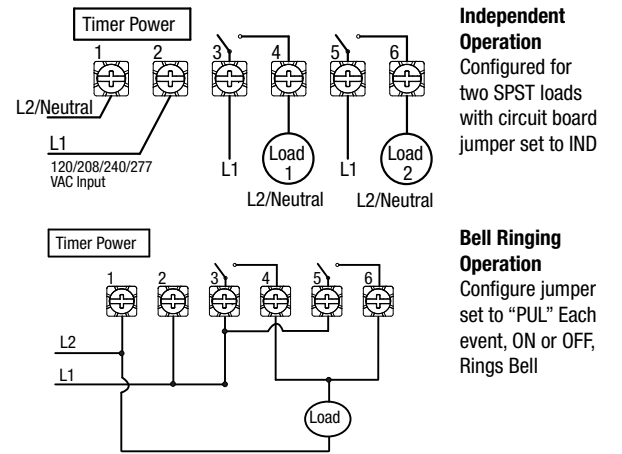 Timer Power
1 2 3 4 5 6
L2/Neutral
L1
120/208/240/277
VAC Input
L1
Load
1
L2/Neutral
L1
Load
2
L2/Neutral
Independent
Operation
Configured for
two SPST loads
with circuit board
jumper set to IND
Timer Power
1 2 3 4 5 6
L2
L1
Load
Bell Ringing
Operation
Configure jumper
set to “PUL” Each
event, ON or OFF,
Rings Bell